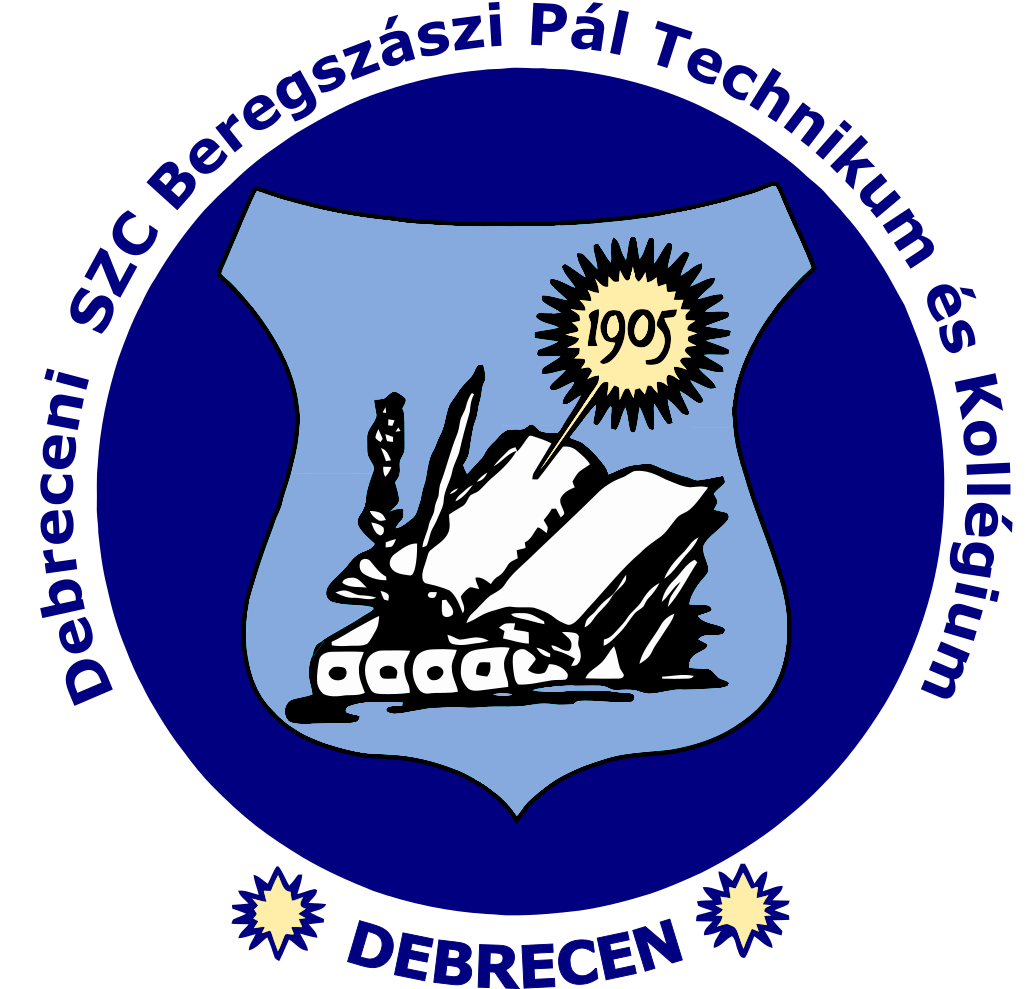 Debreceni SZC Beregszászi Pál Technikum és Kollégium
1905
DEBRECEN